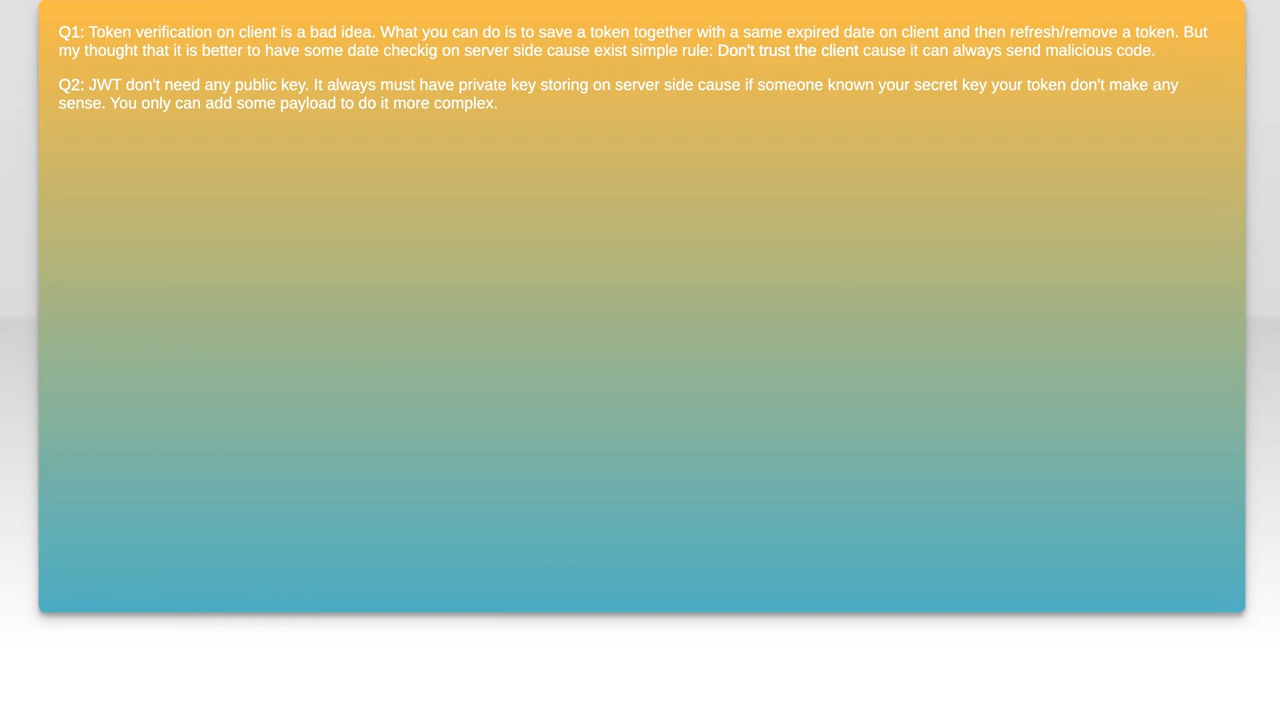 Q1: Token verification on client is a bad idea. What you can do is to save a token together with a same expired date on client and then refresh/remove a token. But
my thought that it is better to have some date checkig on server side cause exist simple rule: Don't trust the client cause it can always send malicious code.
Q2: JWT don't need any public key. It always must have private key storing on server side cause if someone known your secret key your token don't make any
sense. You only can add some payload to do it more complex.